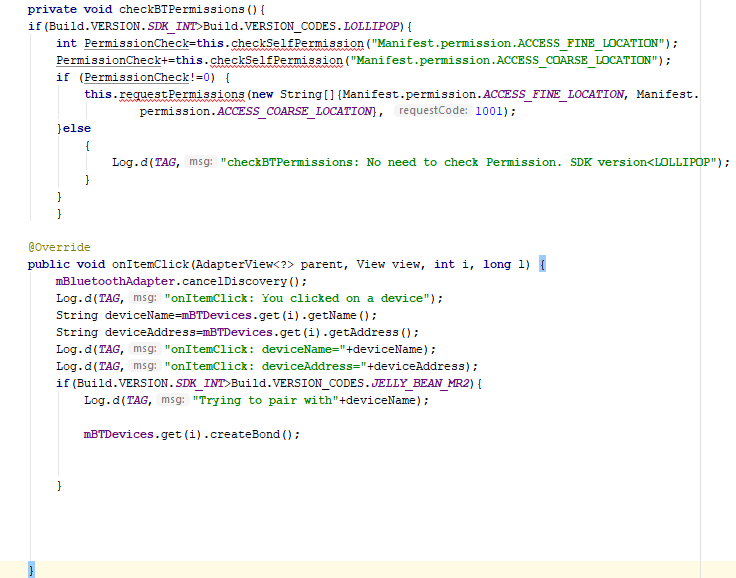 private void checkBTPermissions(){
if(Build.VERSION.SDK_INT>Build.VERSION_CODES.LOLLIPOP){
int PermissionCheck=this.checkSelfPermission("Manifest.permission.ACCESS_FINE_LOCATION");
PermissionCheck+=this.checkSelfPermission("Manifest.permission.ACCESS_COARSE_LOCATION");
if (PermissionCheck!=0) {
this.requestPermissions(new String[]{Manifest.permission.ACCESS_FINE_LOCATION, Manifest.
permission.ACCESS_COARSE_LOCATION}, requestCode: 1001);
}else
{
Log.d(TAG, msg: "checkBTPermissions: No need to check Permission. SDK version<LOLLIPOP");
}
}
}
@Override
public void onItemClick(AdapterView<?> parent, View view, int i, long l) {
mBluetoothAdapter.cancelDiscovery();
Log.d(TAG, msg: "onItemClick: You clicked on a device");
String deviceName=mBTDevices.get(i).getName();
String deviceAddress=mBTDevices.get(i).getAddress();
Log.d(TAG, msg: "onItemClick: deviceName="+deviceName);
Log.d(TAG, msg: "onItemClick: deviceAddress="+deviceAddress);
if(Build.VERSION.SDK_INT>Build.VERSION_CODES.JELLY_BEAN_MR2){
Log.d(TAG, msg: "Trying to pair with"+deviceName);
mBTDevices.get(i).createBond();
}
}